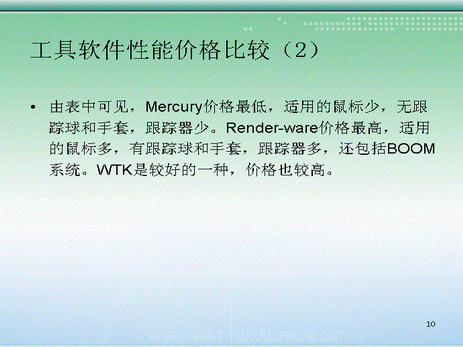 工具软件性能价格比较（2）
• 由表中可见，Mercury价格最低，适用的鼠标少，无跟
踪球和手套，跟踪器少。Render-ware价格最高，适用
的鼠标多，有跟踪球和手套，跟踪器多，还包括BOOM
系统。WTK是较好的一种，价格也较高。
10